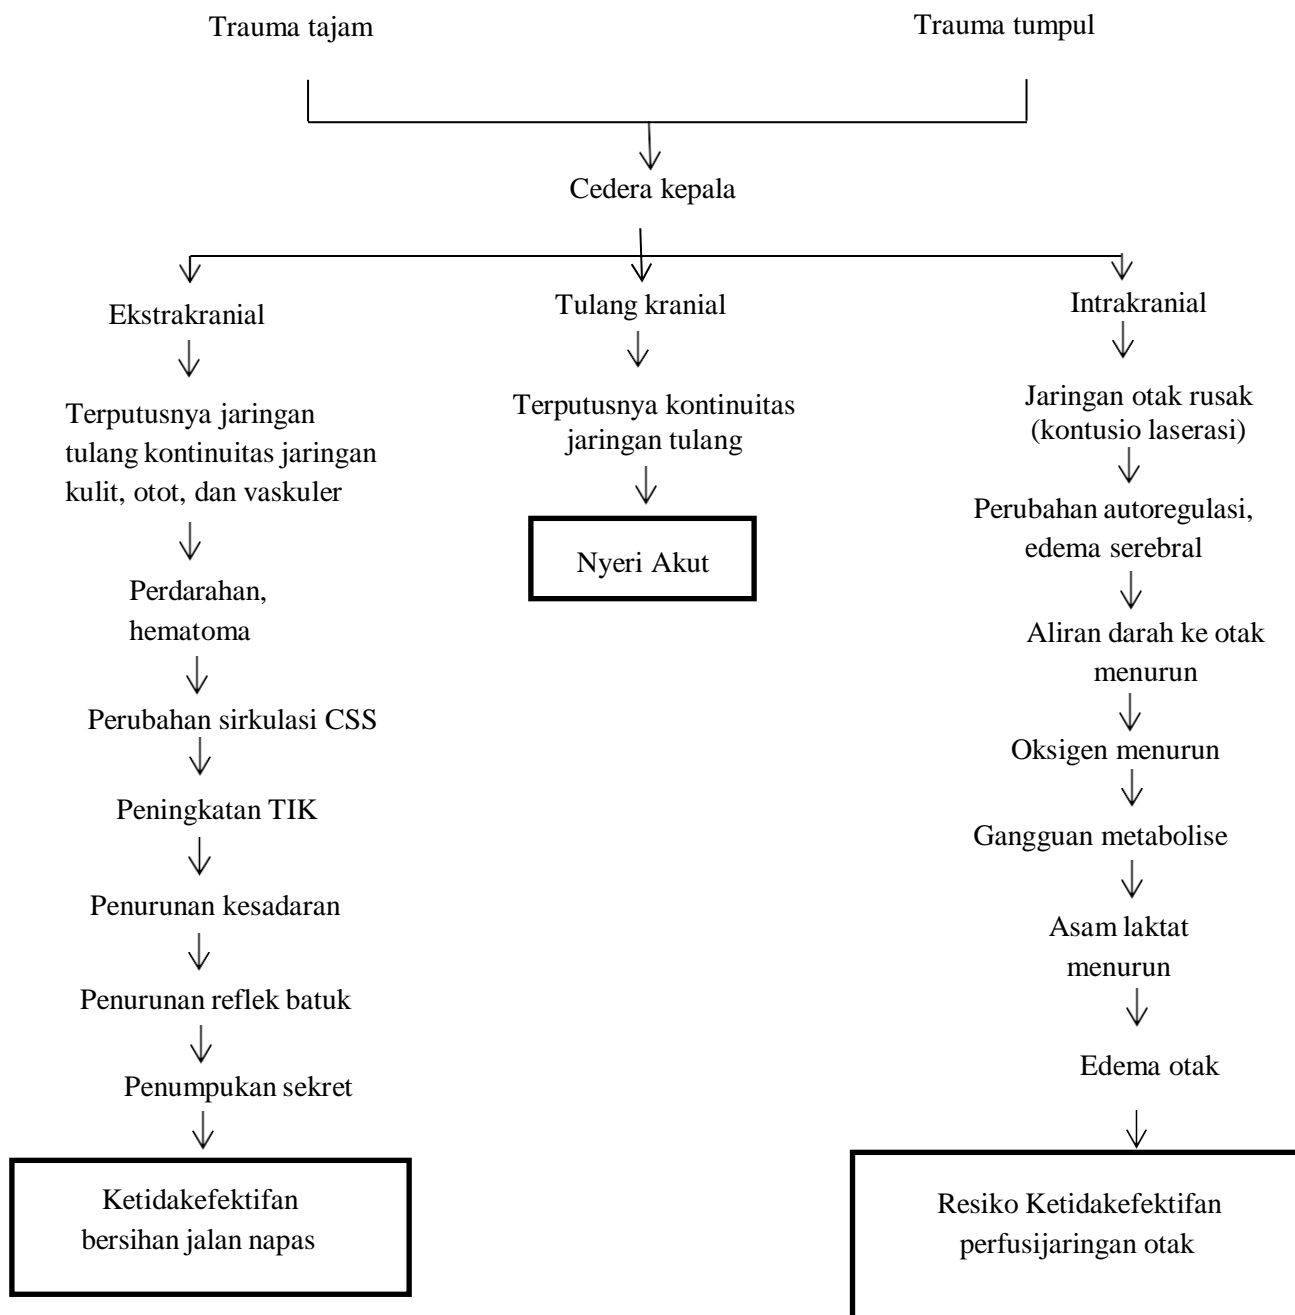 Trauma tajam
Trauma tumpul
Cedera kepala
Ekstrakranial
Tulang kranial
Intrakranial
Terputusnya jaringan
tulang kontinuitas jaringan
kulit, otot, dan vaskuler
Terputusnya kontinuitas
jaringan tulang
Jaringan otak rusak
(kontusio laserasi)
Perdarahan,
hematoma
Nyeri Akut
Perubahan autoregulasi,
edema serebral
Perubahan sirkulasi CSS
Aliran darah ke otak
menurun
Peningkatan TIK
Oksigen menurun
Penurunan kesadaran
Gangguan metabolise
Penurunan reflek batuk
Asam laktat
menurun
Penumpukan sekret
Edema otak
Ketidakefektifan
bersihan jalan napas
Resiko Ketidakefektifan
perfusijaringan otak